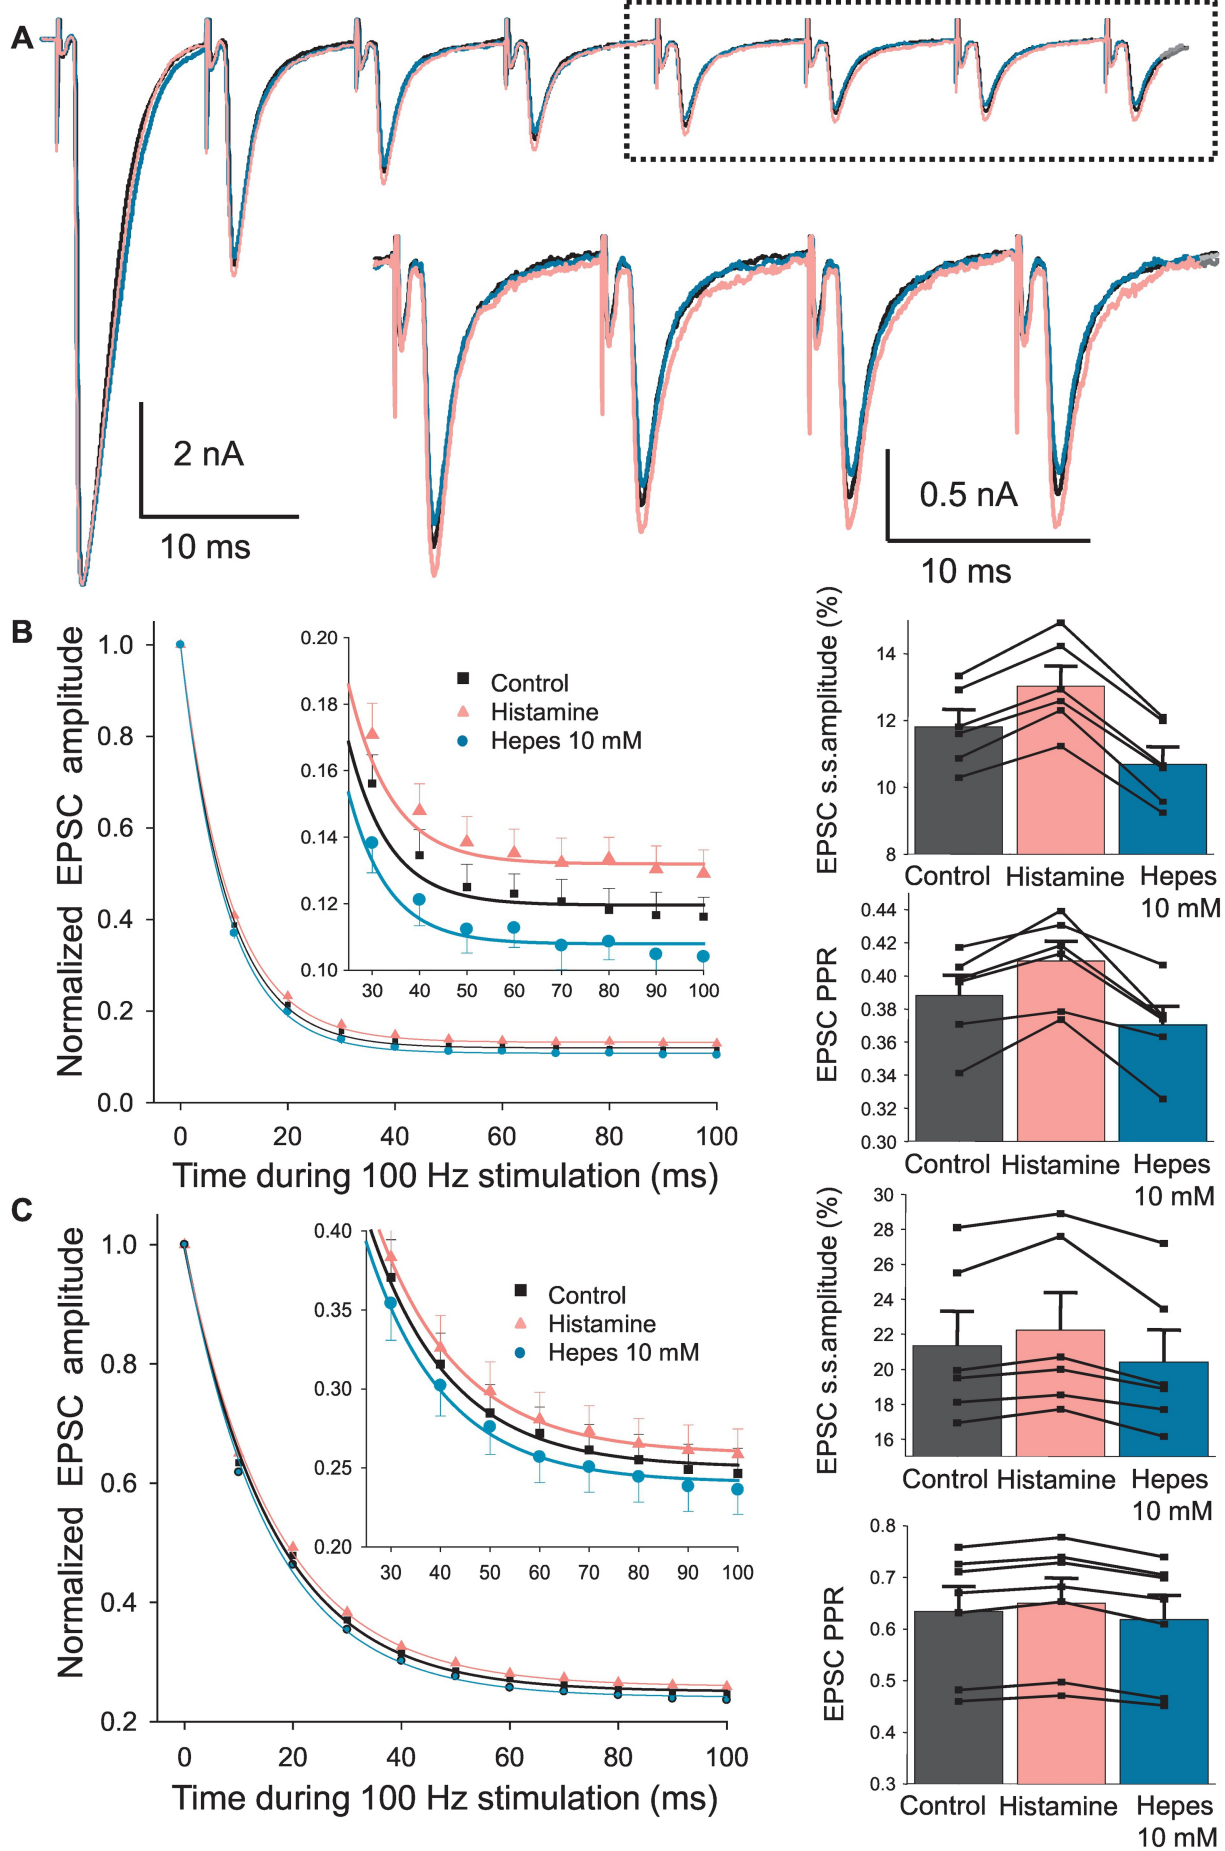 A
2 nA
10 ms
0.5 nA
10 ms
B
Normalized EPSC amplitude
1.0
0.8
0.6
0.4
0.2
0.0
0 20 40 60 80 100
Time during 100 Hz stimulation (ms)
0.20
0.18
0.16
0.14
0.12
0.10
30 40 50 60 70 80 90 100
Control
Histamine
Hepes 10 mM
EPSC s.s.amplitude (%)
14
12
10
8
Control Histamine Hepes
10 mM
EPSC PPR
0.44
0.42
0.40
0.38
0.36
0.34
0.32
0.30
Control Histamine Hepes
10 mM
C
Normalized EPSC amplitude
1.0
0.8
0.6
0.4
0.2
0 20 40 60 80 100
Time during 100 Hz stimulation (ms)
0.40
0.35
0.30
0.25
0.20
30 40 50 60 70 80 90 100
Control
Histamine
Hepes 10 mM
EPSC s.s.amplitude (%)
30
28
26
24
22
20
18
16
Control Histamine Hepes
10 mM
EPSC PPR
0.8
0.7
0.6
0.5
0.4
0.3
Control Histamine Hepes
10 mM